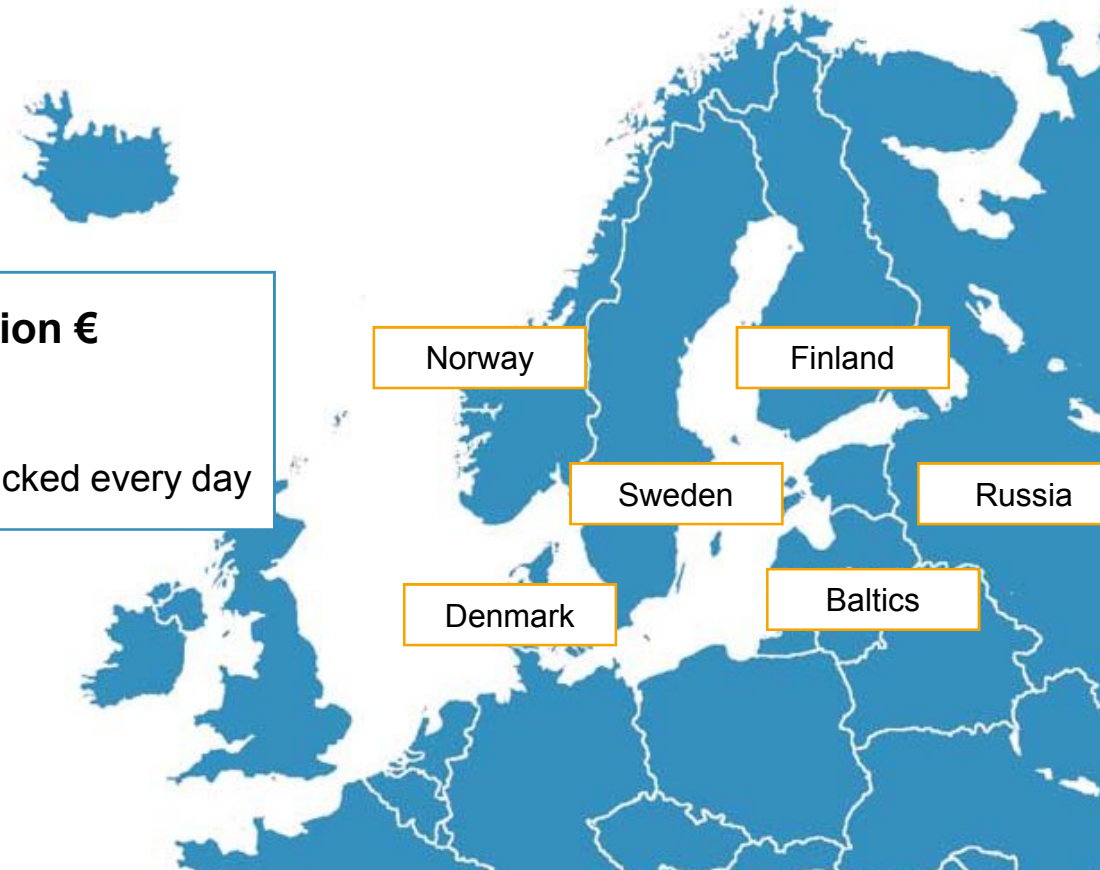 ion €
cked every day
Norway
Finland
Sweden
Russia
Baltics
Denmark